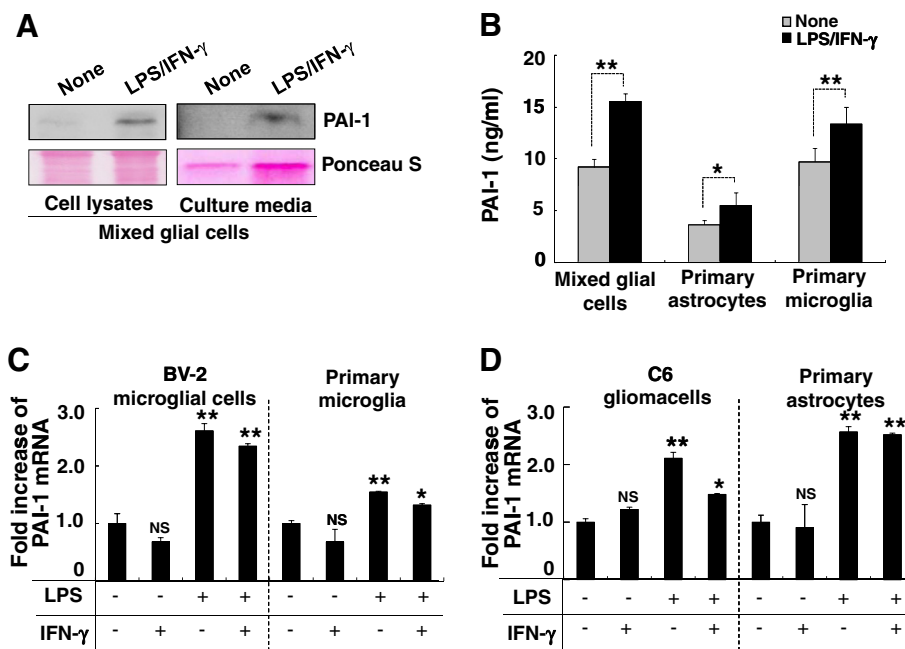 A
None LPS/IFN-γ None LPS/IFN-γ
PAI-1
Ponceau S
Cell lysates Culture media
Mixed glial cells
B
None
LPS/IFN-γ
PAI-1 (ng/ml)
20
15
10
5
0
** * **
Mixed glial cells
Primary astrocytes
Primary microglia
C
BV-2
microglial cells
Primary
microglia
Fold increase of
PAI-1 mRNA
3.0
2.0
1.0
0
NS ** ** NS ** *
LPS - - + + - - + +
IFN-γ - + - + - + - +
D
C6
gliomacells
Primary
astrocytes
Fold increase of
PAI-1 mRNA
3.0
2.0
1.0
0
NS ** * NS ** **
LPS - - + + - - + +
IFN-γ - + - + - + - +